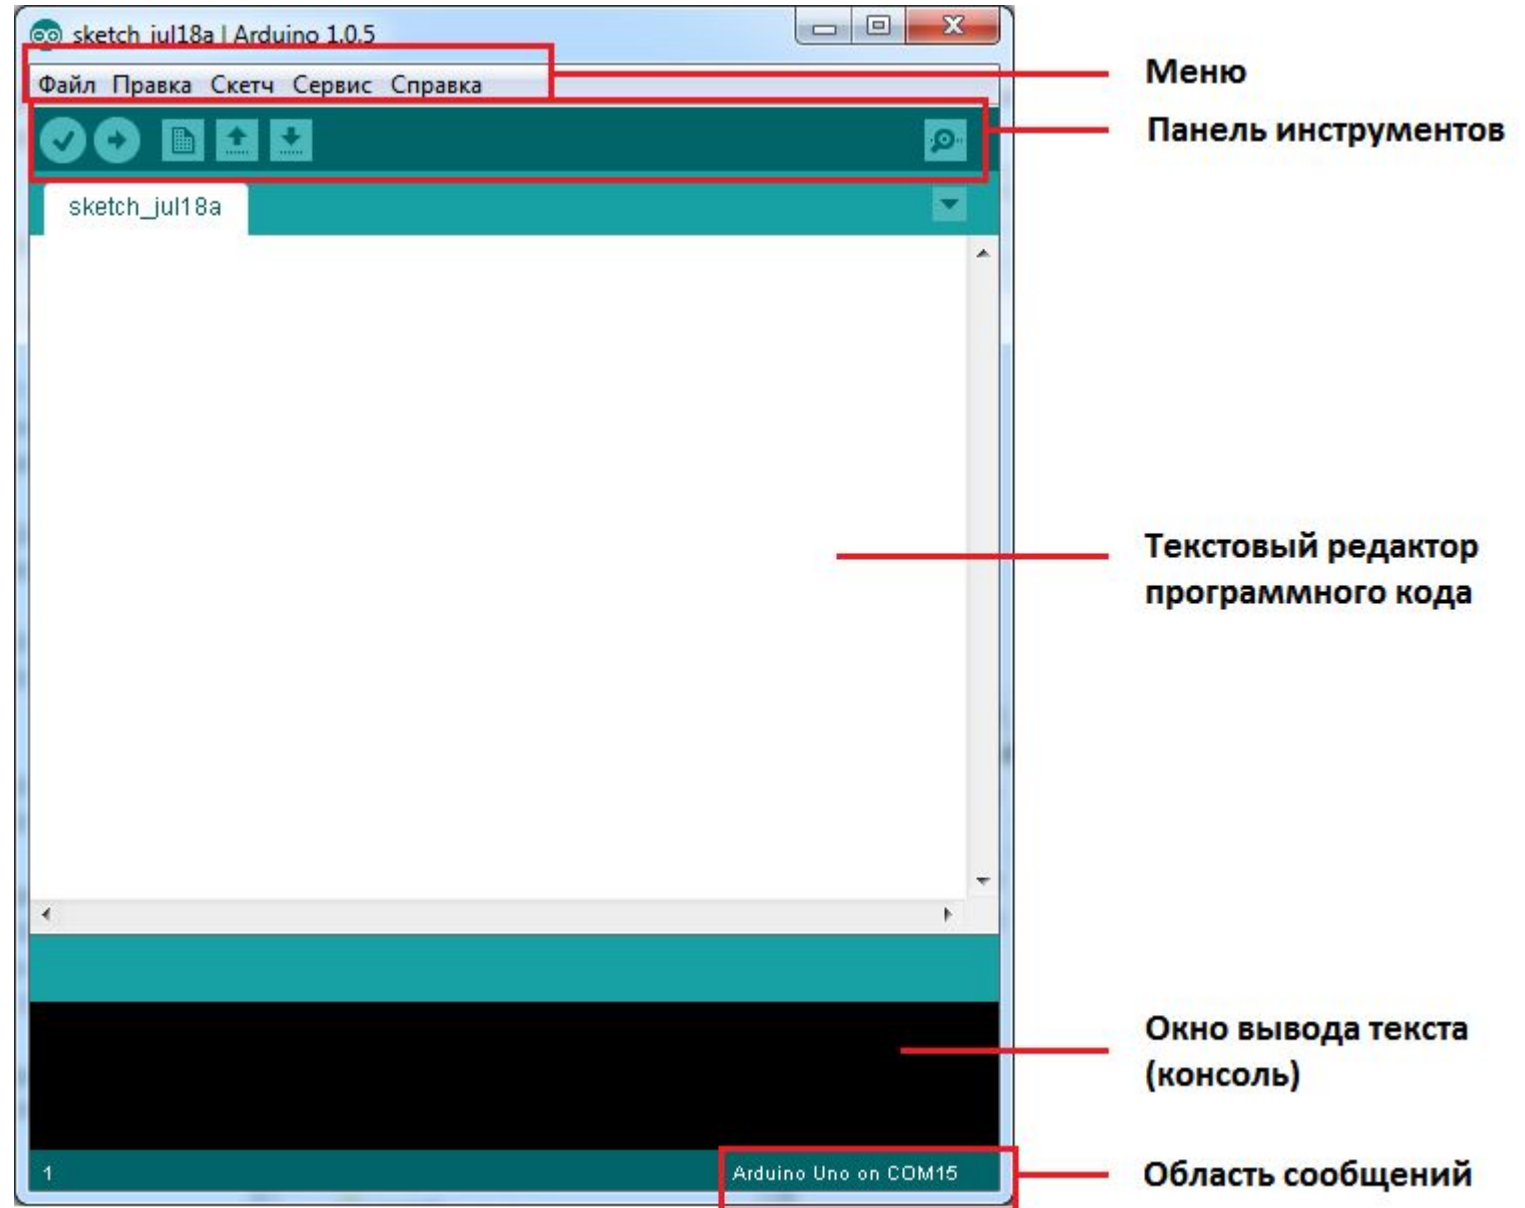 sketch_jul18a | Arduino 1.0.5
Файл Правка Скетч Сервис Справка
Меню
Панель инструментов
sketch_jul18a
Текстовый редактор
программного кода
Окно вывода текста
(консоль)
1
Arduino Uno on COM15
Область сообщений